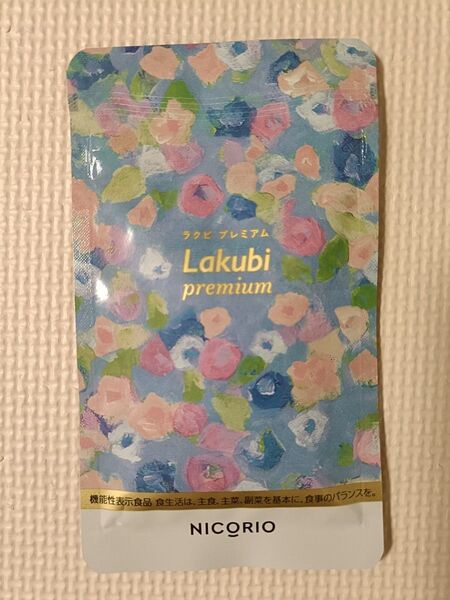 ラクビ プレミアム
Lakubi
premium
機能性表示食品 食生活は、主食、主菜、副菜を基本に、食事のバランスを。
NICORIO